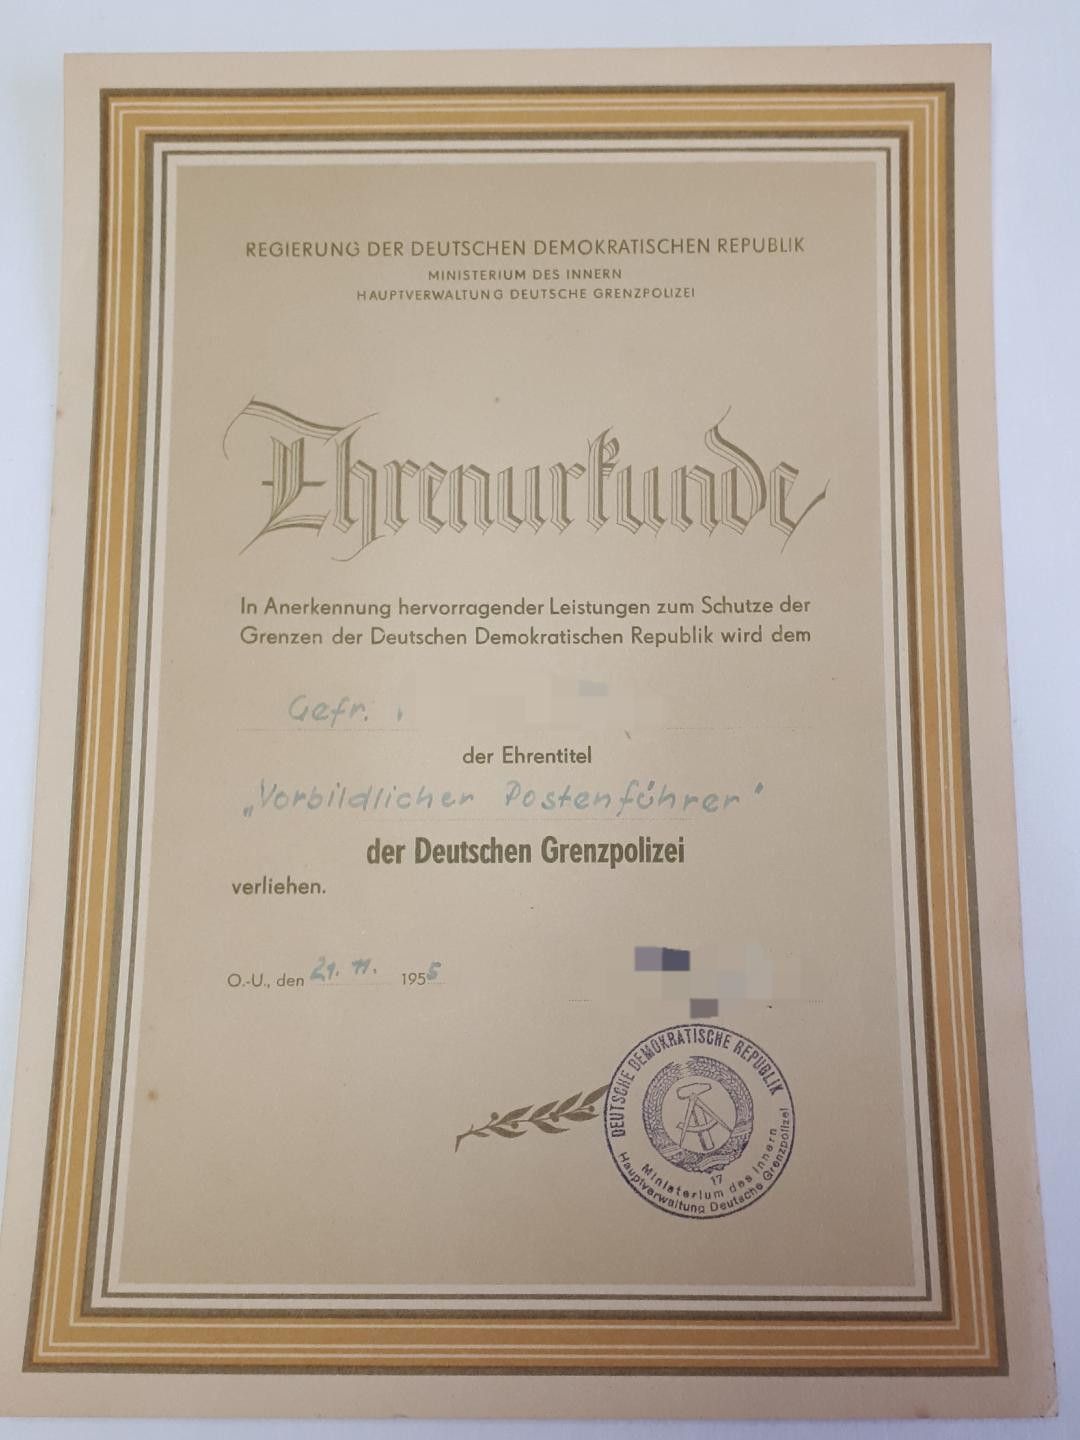 REGIERUNG DER DEUTSCHEN DEMOKRATISCHEN REPUBLIK
MINISTERIUM DES INNERN
HAUPTVERWALTUNG DEUTSCHE GRENZPOLIZEI
Ehrenurkunde
In Anerkennung hervorragender Leistungen zum Schutze der
Grenzen der Deutschen Demokratischen Republik wird dem
Gefr.
der Ehrentitel
„Vorbildlicher Postenführer"
der Deutschen Grenzpolizei
verliehen.
O.-U., den 21. 11. 1955
DEUTSCHE DEMOKRATISCHE REPUBLIK
17
Ministerium des Innern
Hauptverwaltung Deutsche Grenzpolizei